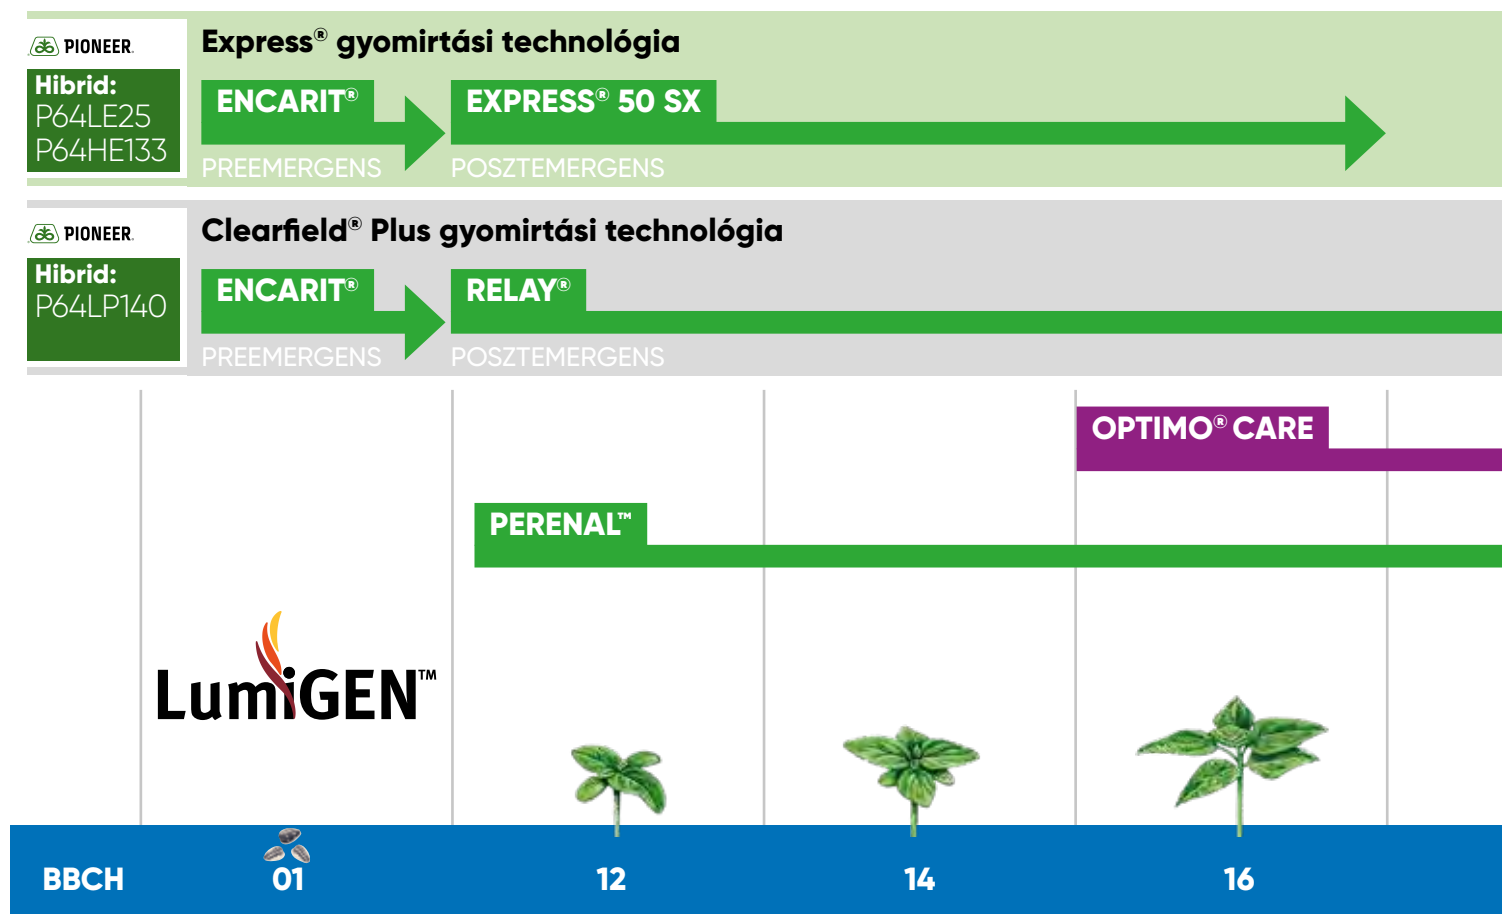 PIONEER.
Hibrid:
P64LE25
P64HE133
Express® gyomirtási technológia
ENCARIT®
EXPRESS® 50 SX
PREEMERGENS
POSZTEMERGENS
PIONEER.
Hibrid:
P64LP140
Clearfield® Plus gyomirtási technológia
ENCARIT®
RELAY®
PREEMERGENS
POSZTEMERGENS
OPTIMO® CARE
PERENAL™
LumiGEN™
BBCH
01
12
14
16